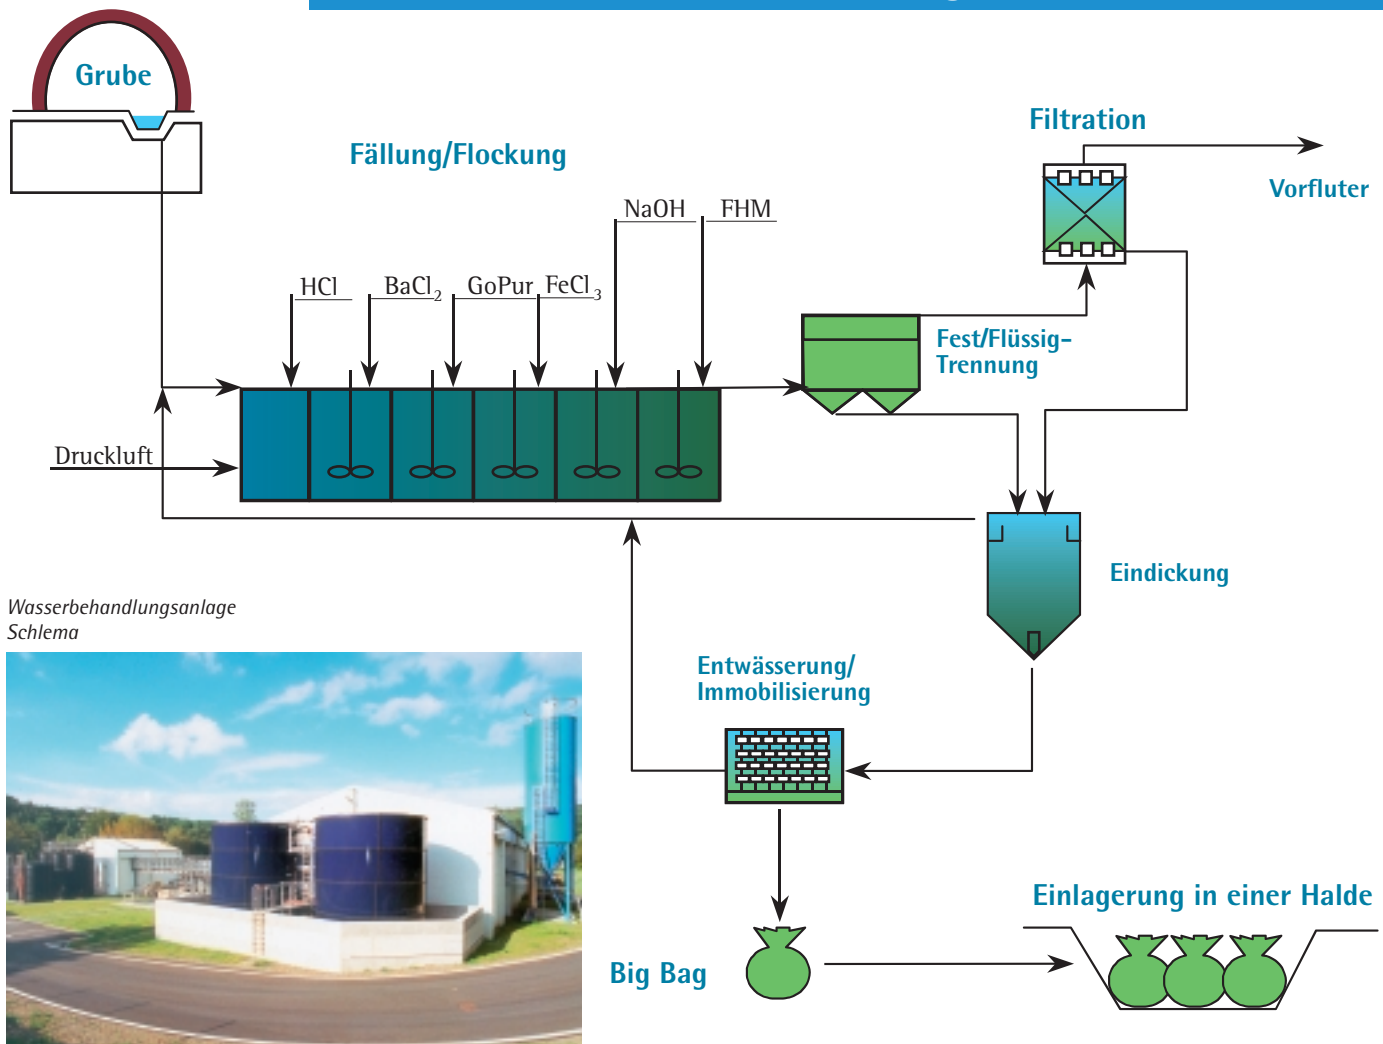 Grube
Fällung/Flockung
Filtration
Vorfluter
NaOH
FHM
HCl
BaCl₂
GoPur
FeCl₃
Fest/Flüssig-
Trennung
Druckluft
Eindickung
Wasserbehandlungsanlage
Schlema
Entwässerung/
Immobilisierung
Einlagerung in einer Halde
Big Bag